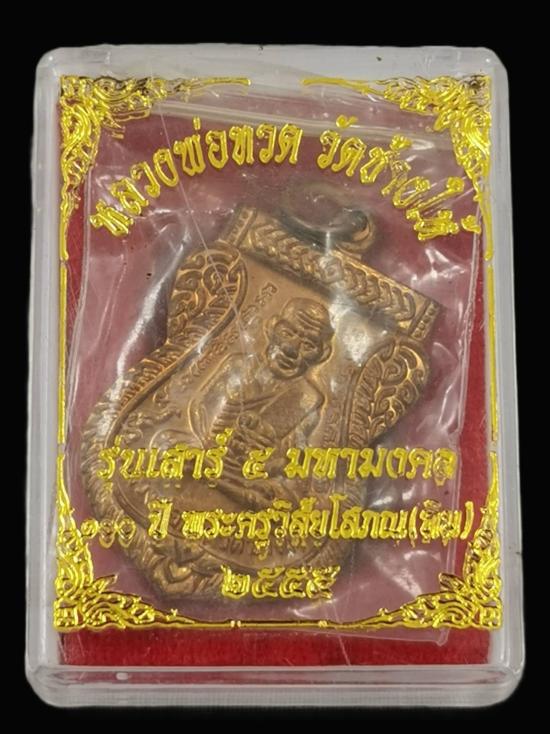 หลวงพ่อทวด วัดช้างให้
รุ่นเสาร์ ๕ มหามงคล
๑๐๐ ปี พระครูวิสัยโสภณ(ทิม)
๒๕๕๕